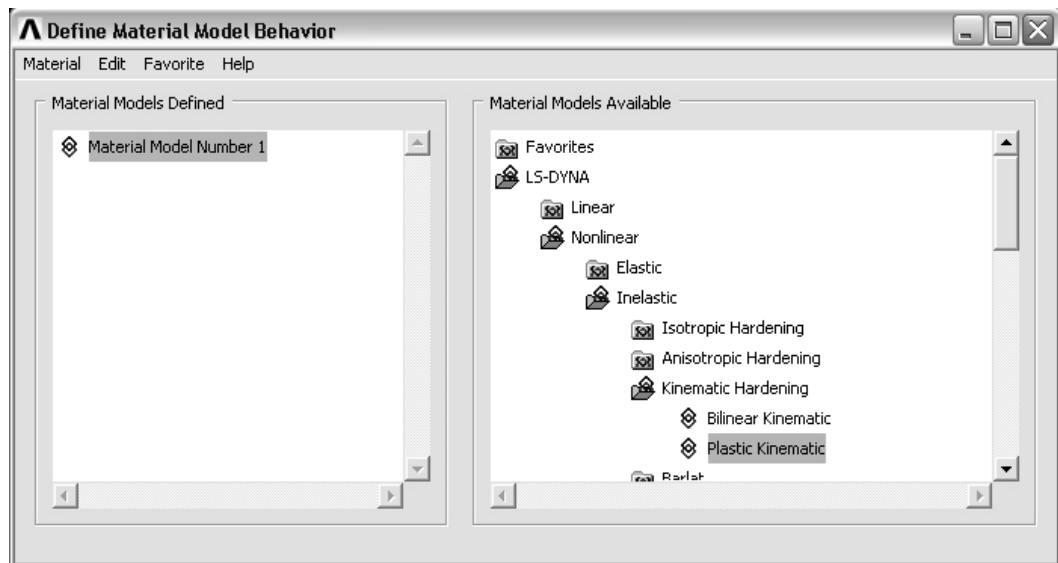 Define Material Model Behavior
Material Edit Favorite Help
Material Models Defined
Material Model Number 1
Material Models Available
Favorites
LS-DYNA
Linear
Nonlinear
Elastic
Inelastic
Isotropic Hardening
Anisotropic Hardening
Kinematic Hardening
Bilinear Kinematic
Plastic Kinematic
Barlat